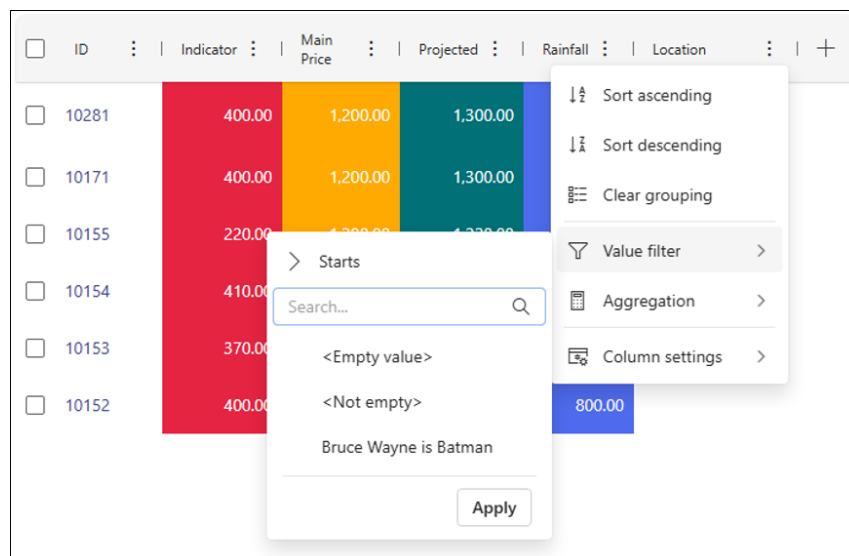 ID Indicator Main Price Projected Rainfall Location
10281 400.00 1,200.00 1,300.00
10171 400.00 1,200.00 1,300.00
10155 220.00
10154 410.00
10153 370.00
10152 400.00 800.00
Sort ascending
Sort descending
Clear grouping
Value filter
Aggregation
Column settings
Starts
Search...
<Empty value>
<Not empty>
Bruce Wayne is Batman
Apply